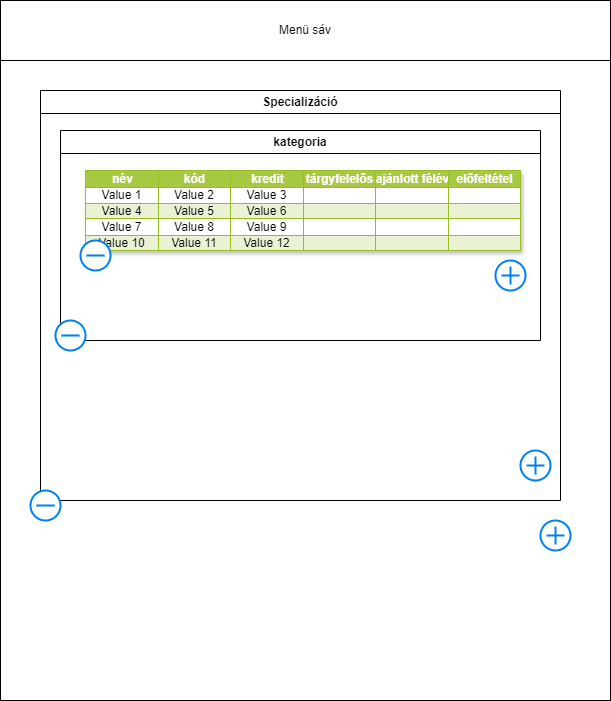 Menü sáv
Specializáció
kategoria
név kód kredit tárgyfelelős ajánlott félév előfeltétel
Value 1 Value 2 Value 3
Value 4 Value 5 Value 6
Value 7 Value 8 Value 9
Value 10 Value 11 Value 12